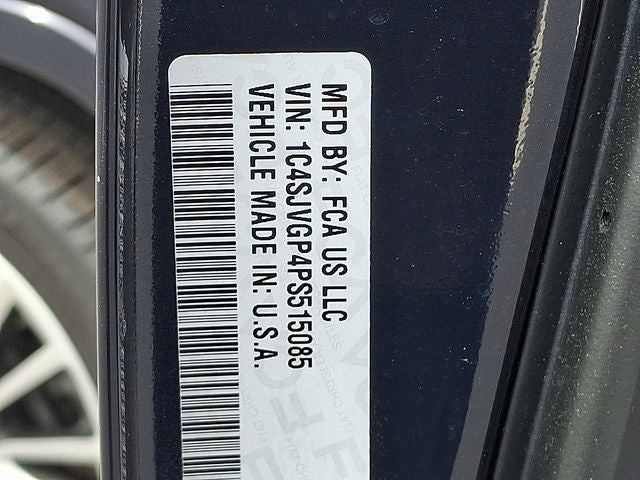 MFD BY: FCA US LLC
VIN: 1C4SJVGP4PS515085
VEHICLE MADE IN: U.S.A.